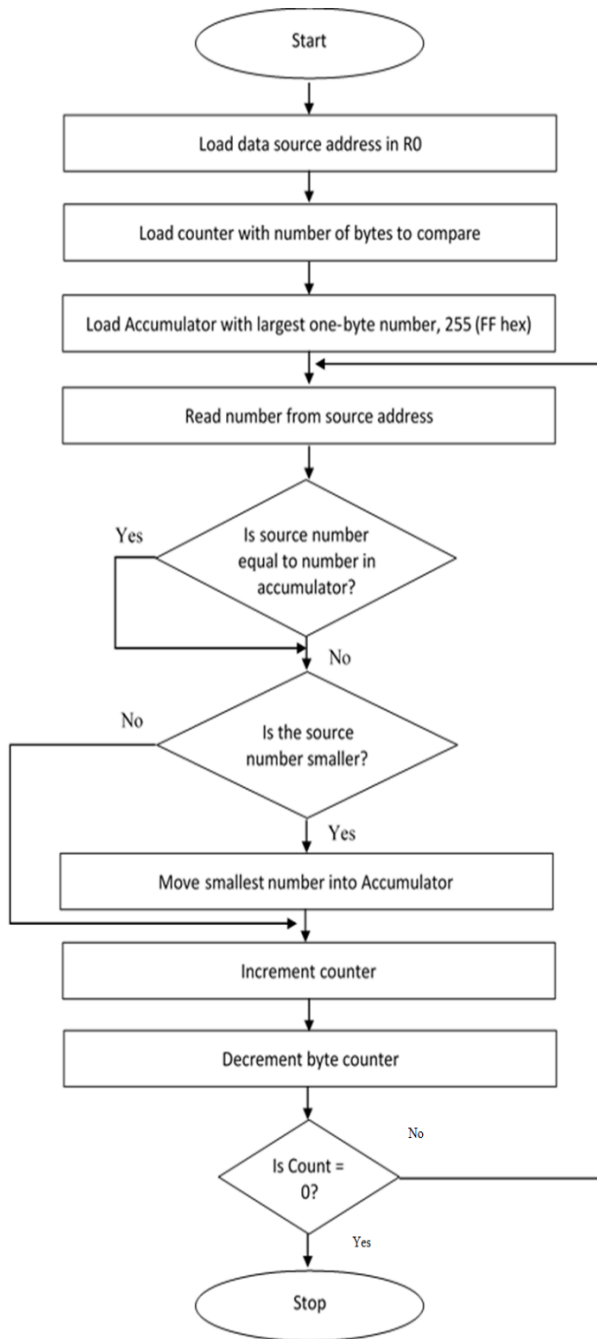 Start
Load data source address in R0
Load counter with number of bytes to compare
Load Accumulator with largest one-byte number, 255 (FF hex)
Read number from source address
Yes
Is source number
equal to number in
accumulator?
No
No
Is the source
number smaller?
Yes
Move smallest number into Accumulator
Increment counter
Decrement byte counter
No
Is Count =
0?
Yes
Stop